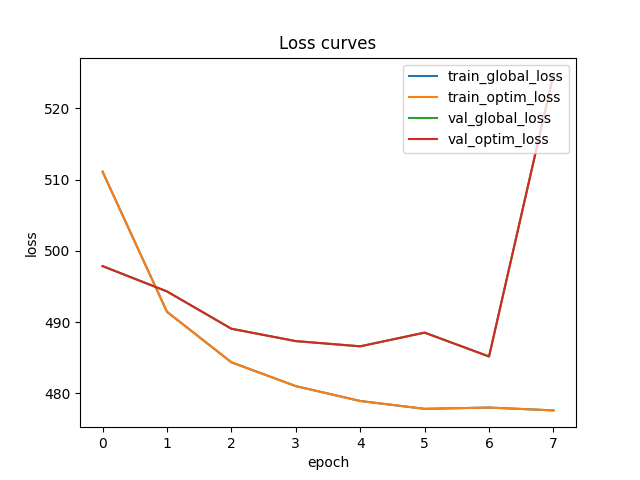 Loss curves
train_global_loss
train_optim_loss
val_global_loss
val_optim_loss
520
510
500
490
480
loss
0 1 2 3 4 5 6 7
epoch